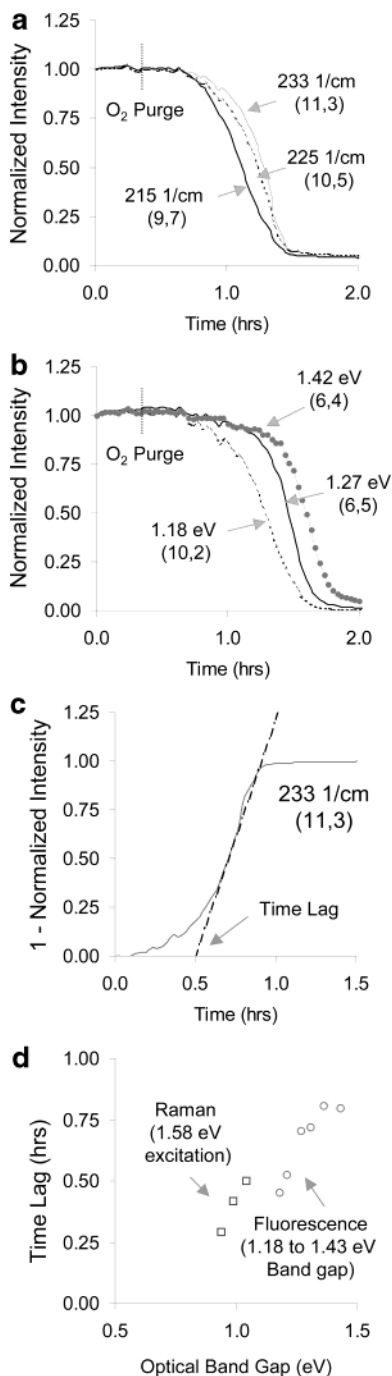 a
1.25
1.00
0.75
0.50
0.25
0.00
Normalized Intensity
O2 Purge
233 1/cm
(11,3)
225 1/cm
(10,5)
215 1/cm
(9,7)
0.0
1.0
2.0
Time (hrs)
b
1.25
1.00
0.75
0.50
0.25
0.00
Normalized Intensity
O2 Purge
1.42 eV
(6,4)
1.27 eV
(6,5)
1.18 eV
(10,2)
0.0
1.0
2.0
Time (hrs)
c
1.25
1.00
0.75
0.50
0.25
0.00
1 - Normalized Intensity
233 1/cm
(11,3)
Time Lag
0.0
0.5
1.0
1.5
Time (hrs)
d
1.00
0.75
0.50
0.25
0.00
Time Lag (hrs)
Raman
(1.58 eV
excitation)
Fluorescence
(1.18 to 1.43 eV
Band gap)
0.5
1.0
1.5
Optical Band Gap (eV)